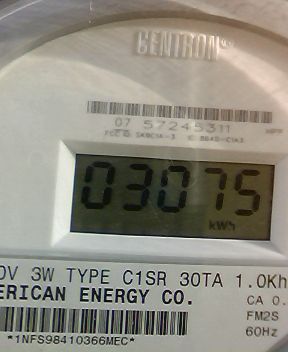 CENTRON
07 57245311
03075
kWh
0V 3W TYPE C1SR 30TA 1.0Kh
ERICAN ENERGY CO.
CA 0.
FM2S
60Hz
*1NFS98410366MEC*